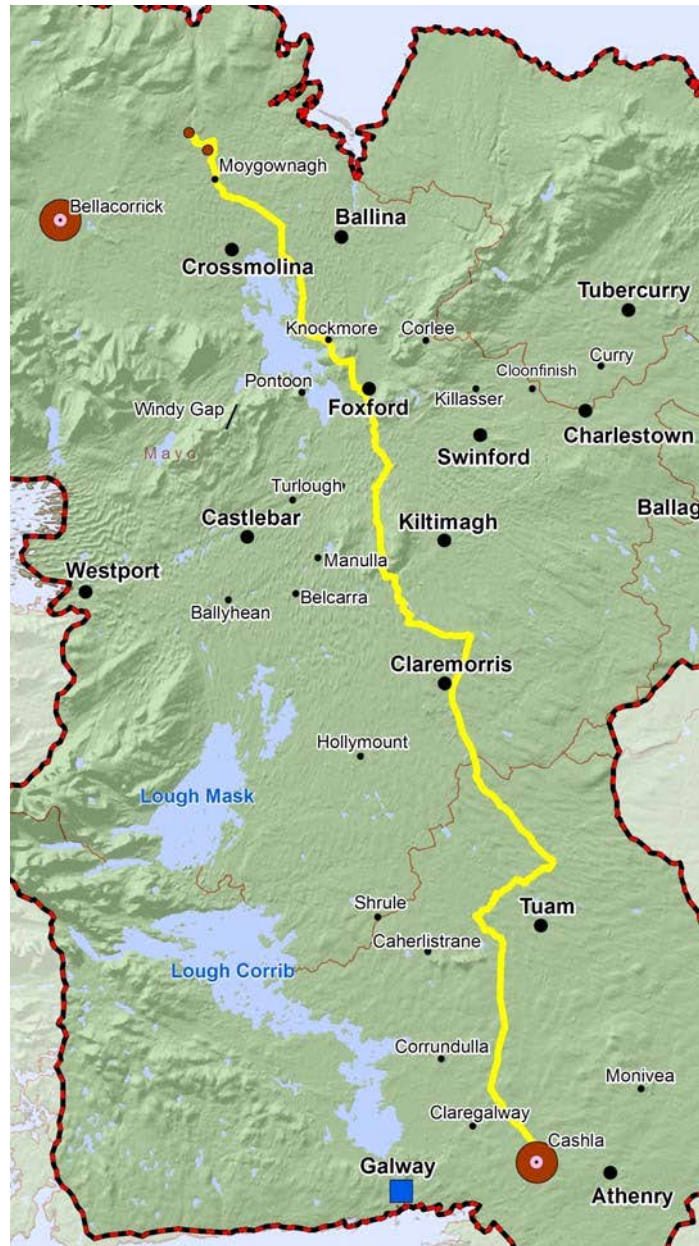 Moygownagh
Bellacorrick
Ballina
Crossmolina
Tubercurry
Knockmore
Corlee
Curry
Cloonfinish
Pontoon
Killasser
Foxford
Windy Gap
Charlestown
Swinford
Mayo
Turlough
Ballag
Castlebar
Kiltimagh
Manulla
Westport
Belcarra
Ballyhean
Claremorris
Hollymount
Lough Mask
Shrule
Tuam
Caherlistrane
Lough Corrib
Corrundulla
Monivea
Claregalway
Cashla
Galway
Athenry